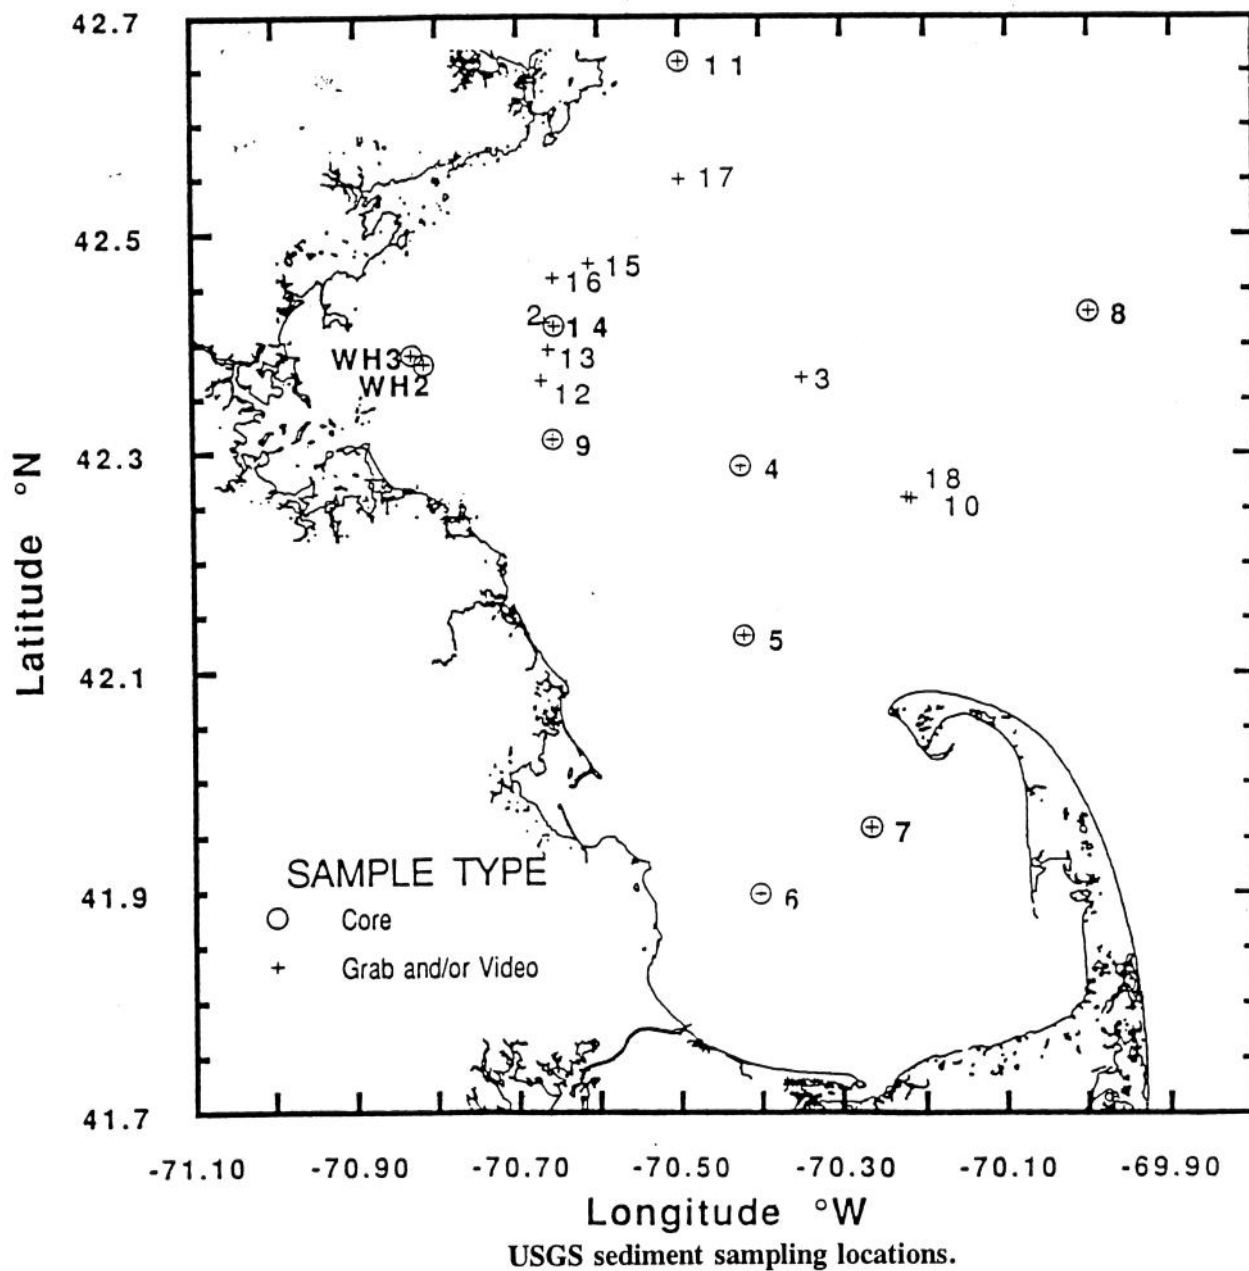 42.7
11
17
42.5
15
16
8
2
14
WH3
13
3
WH2
12
9
42.3
4
18
10
Latitude °N
5
42.1
7
SAMPLE TYPE
41.9
6
Core
Grab and/or Video
41.7
-71.10 -70.90 -70.70 -70.50 -70.30 -70.10 -69.90
Longitude °W
USGS sediment sampling locations.